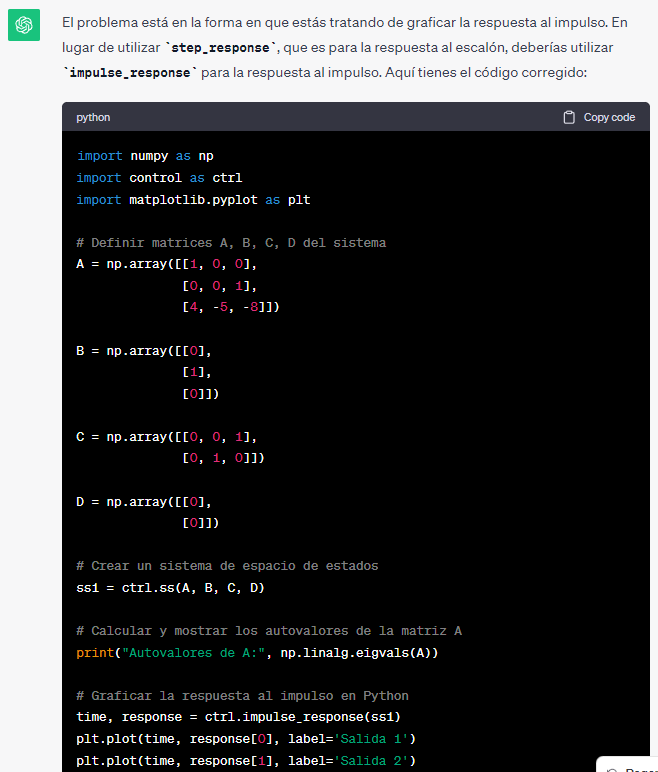 El problema está en la forma en que estás tratando de graficar la respuesta al impulso. En
lugar de utilizar `step_response`, que es para la respuesta al escalón, deberías utilizar
`impulse_response` para la respuesta al impulso. Aquí tienes el código corregido:
python Copy code
import numpy as np
import control as ctrl
import matplotlib.pyplot as plt
# Definir matrices A, B, C, D del sistema
A = np.array([[1, 0, 0],
[0, 0, 1],
[4, -5, -8]])
B = np.array([[0],
[1],
[0]])
C = np.array([[0, 0, 1],
[0, 1, 0]])
D = np.array([[0],
[0]])
# Crear un sistema de espacio de estados
ss1 = ctrl.ss(A, B, C, D)
# Calcular y mostrar los autovalores de la matriz A
print("Autovalores de A:", np.linalg.eigvals(A))
# Graficar la respuesta al impulso en Python
time, response = ctrl.impulse_response(ss1)
plt.plot(time, response[0], label='Salida 1')
plt.plot(time, response[1], label='Salida 2')